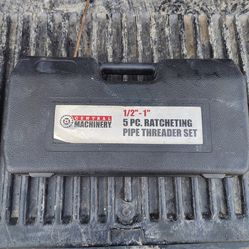 CENTRAL
MACHINERY
1/2"-1"
5 PC. RATCHETING
PIPE THREADER SET